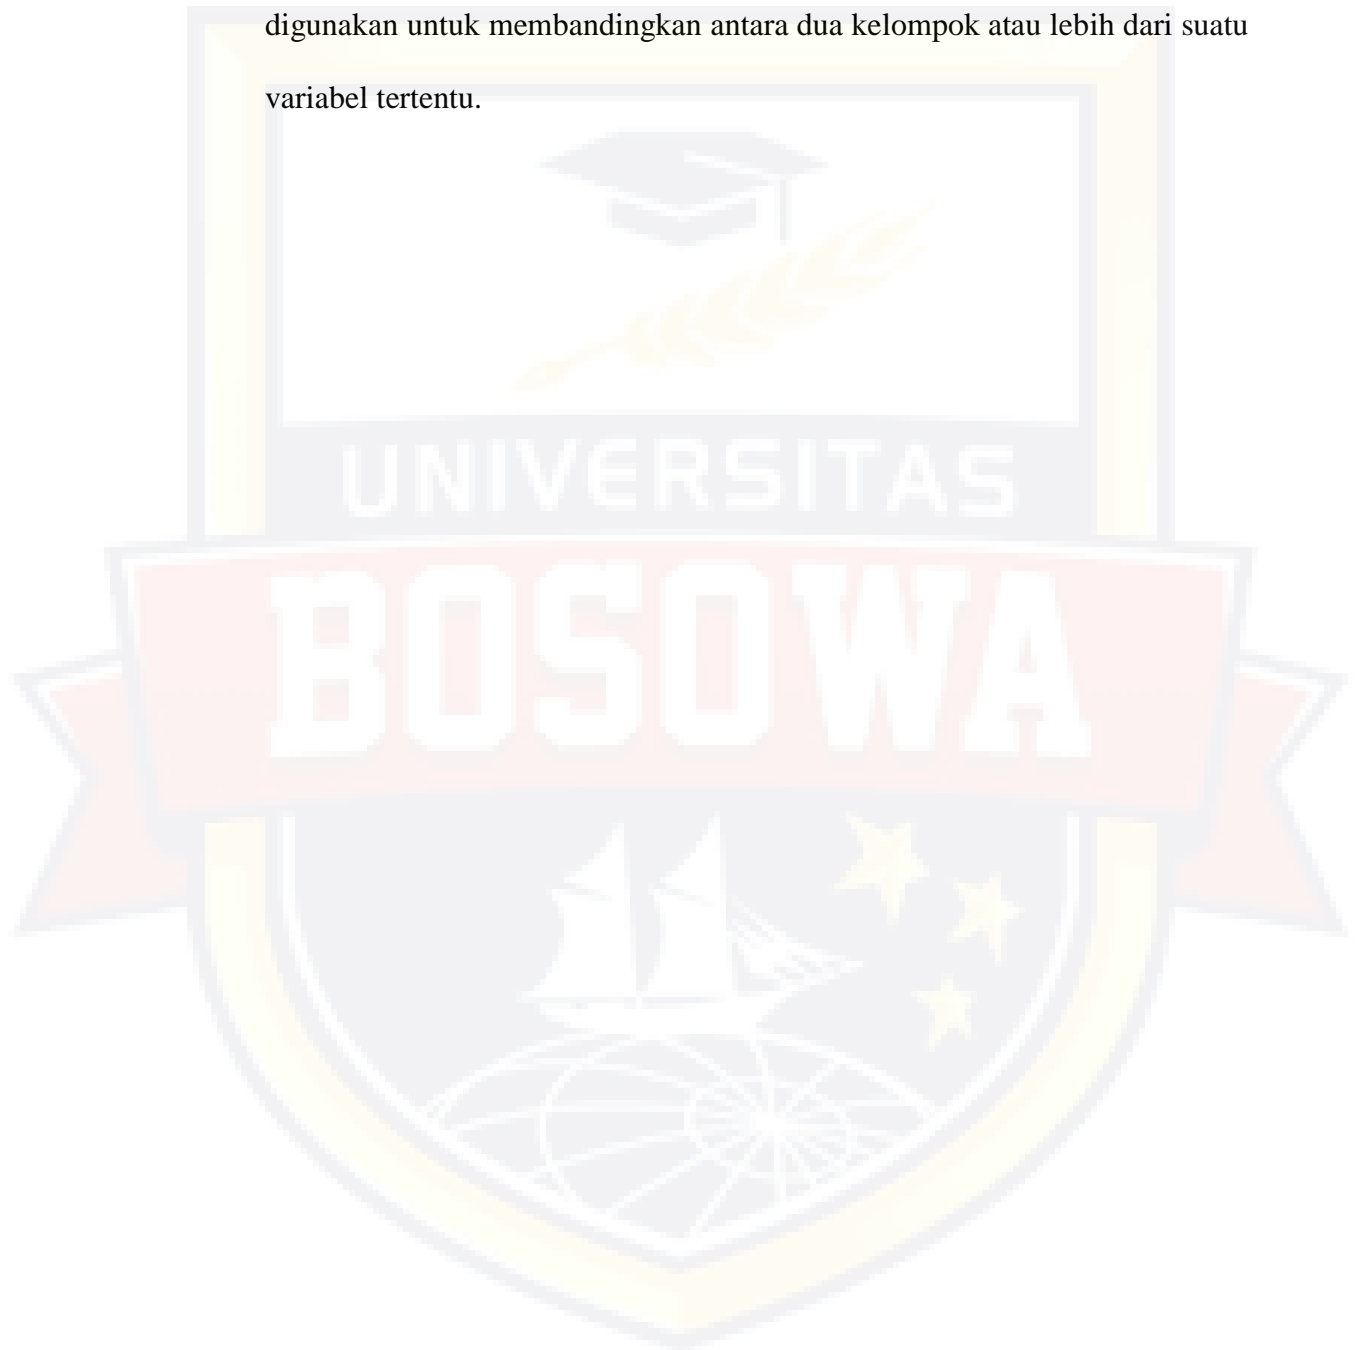 digunakan untuk membandingkan antara dua kelompok atau lebih dari suatu
variabel tertentu.
UNIVERSITAS
BOSOWA